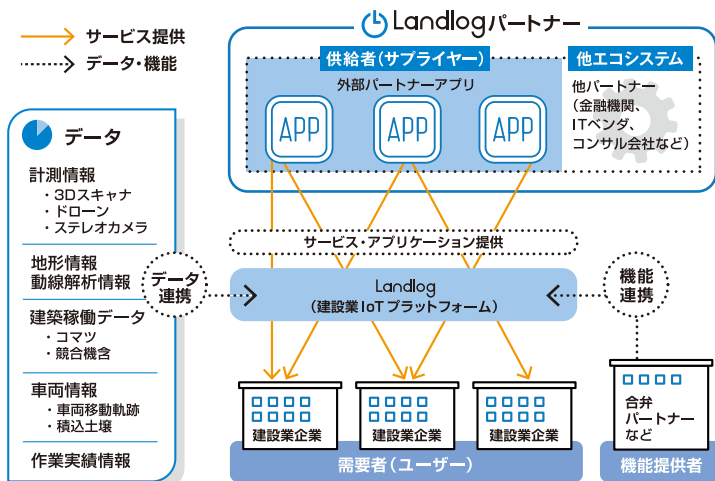 サービス提供
データ・機能
Landlogパートナー
供給者(サプライヤー)
外部パートナーアプリ
APP
APP
APP
他エコシステム
他パートナー
(金融機関、
ITベンダ、
コンサル会社など)
データ
計測情報
・3Dスキャナ
・ドローン
・ステレオカメラ
地形情報
動線解析情報
建築稼働データ
・コマツ
・競合機含
車両情報
・車両移動軌跡
・積込土壌
作業実績情報
データ
連携
サービス・アプリケーション提供
Landlog
(建設業IoTプラットフォーム)
機能
連携
建設業企業
建設業企業
建設業企業
需要者(ユーザー)
合弁
パートナー
など
機能提供者